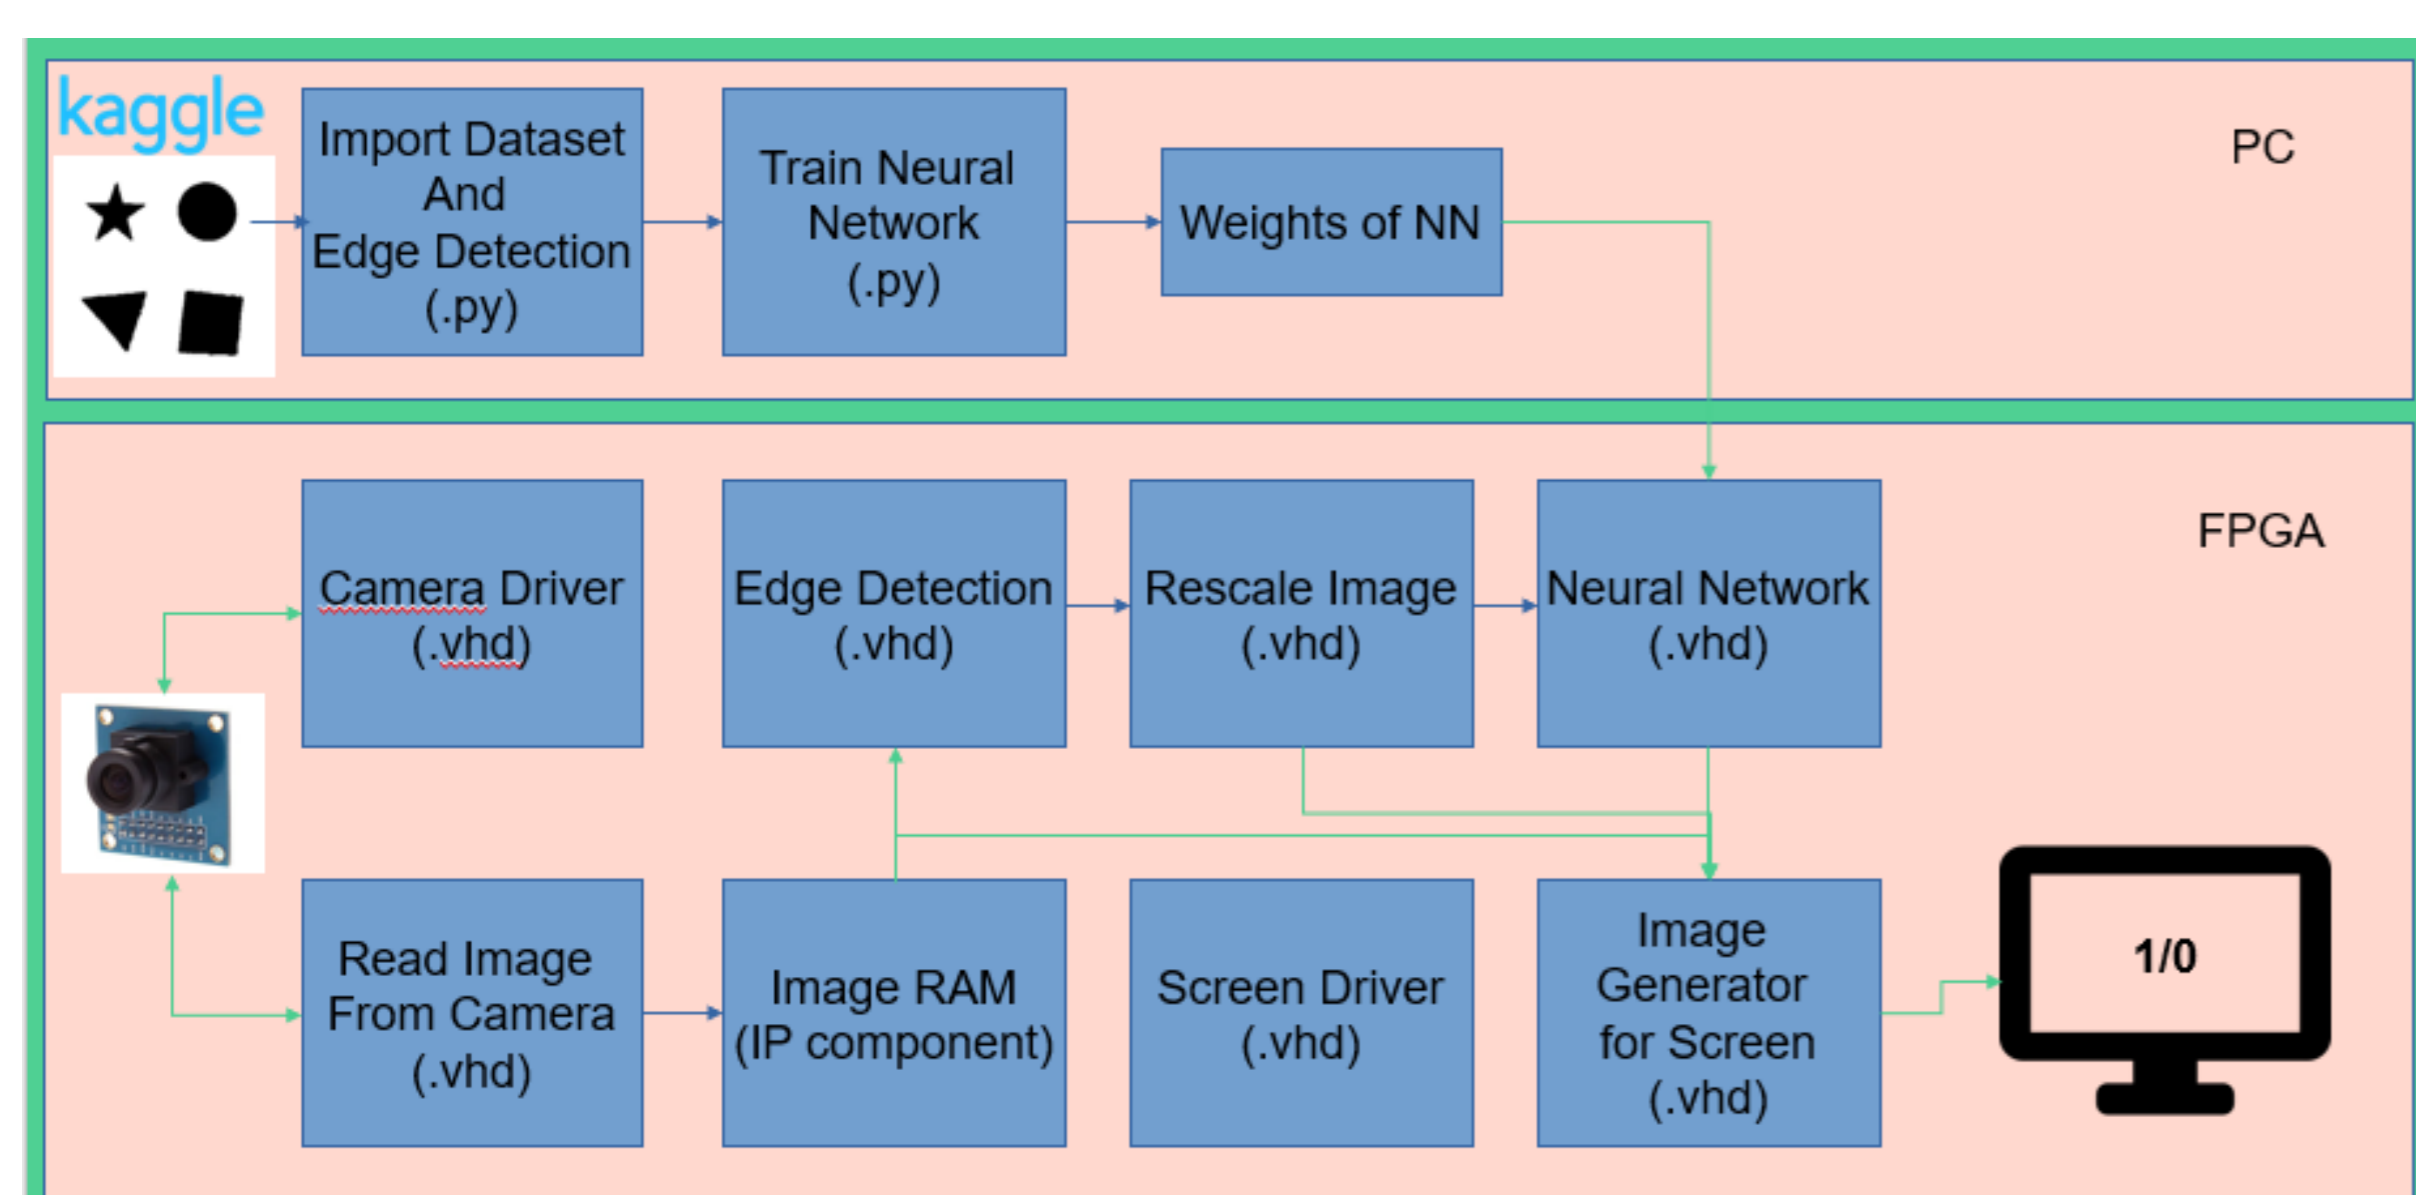 kaggle
Import Dataset
And
Edge Detection
(.py)
Train Neural
Network
(.py)
Weights of NN
PC
FPGA
Camera Driver
(.vhd)
Edge Detection
(.vhd)
Rescale Image
(.vhd)
Neural Network
(.vhd)
Read Image
From Camera
(.vhd)
Image RAM
(IP component)
Screen Driver
(.vhd)
Image
Generator
for Screen
(.vhd)
1/0